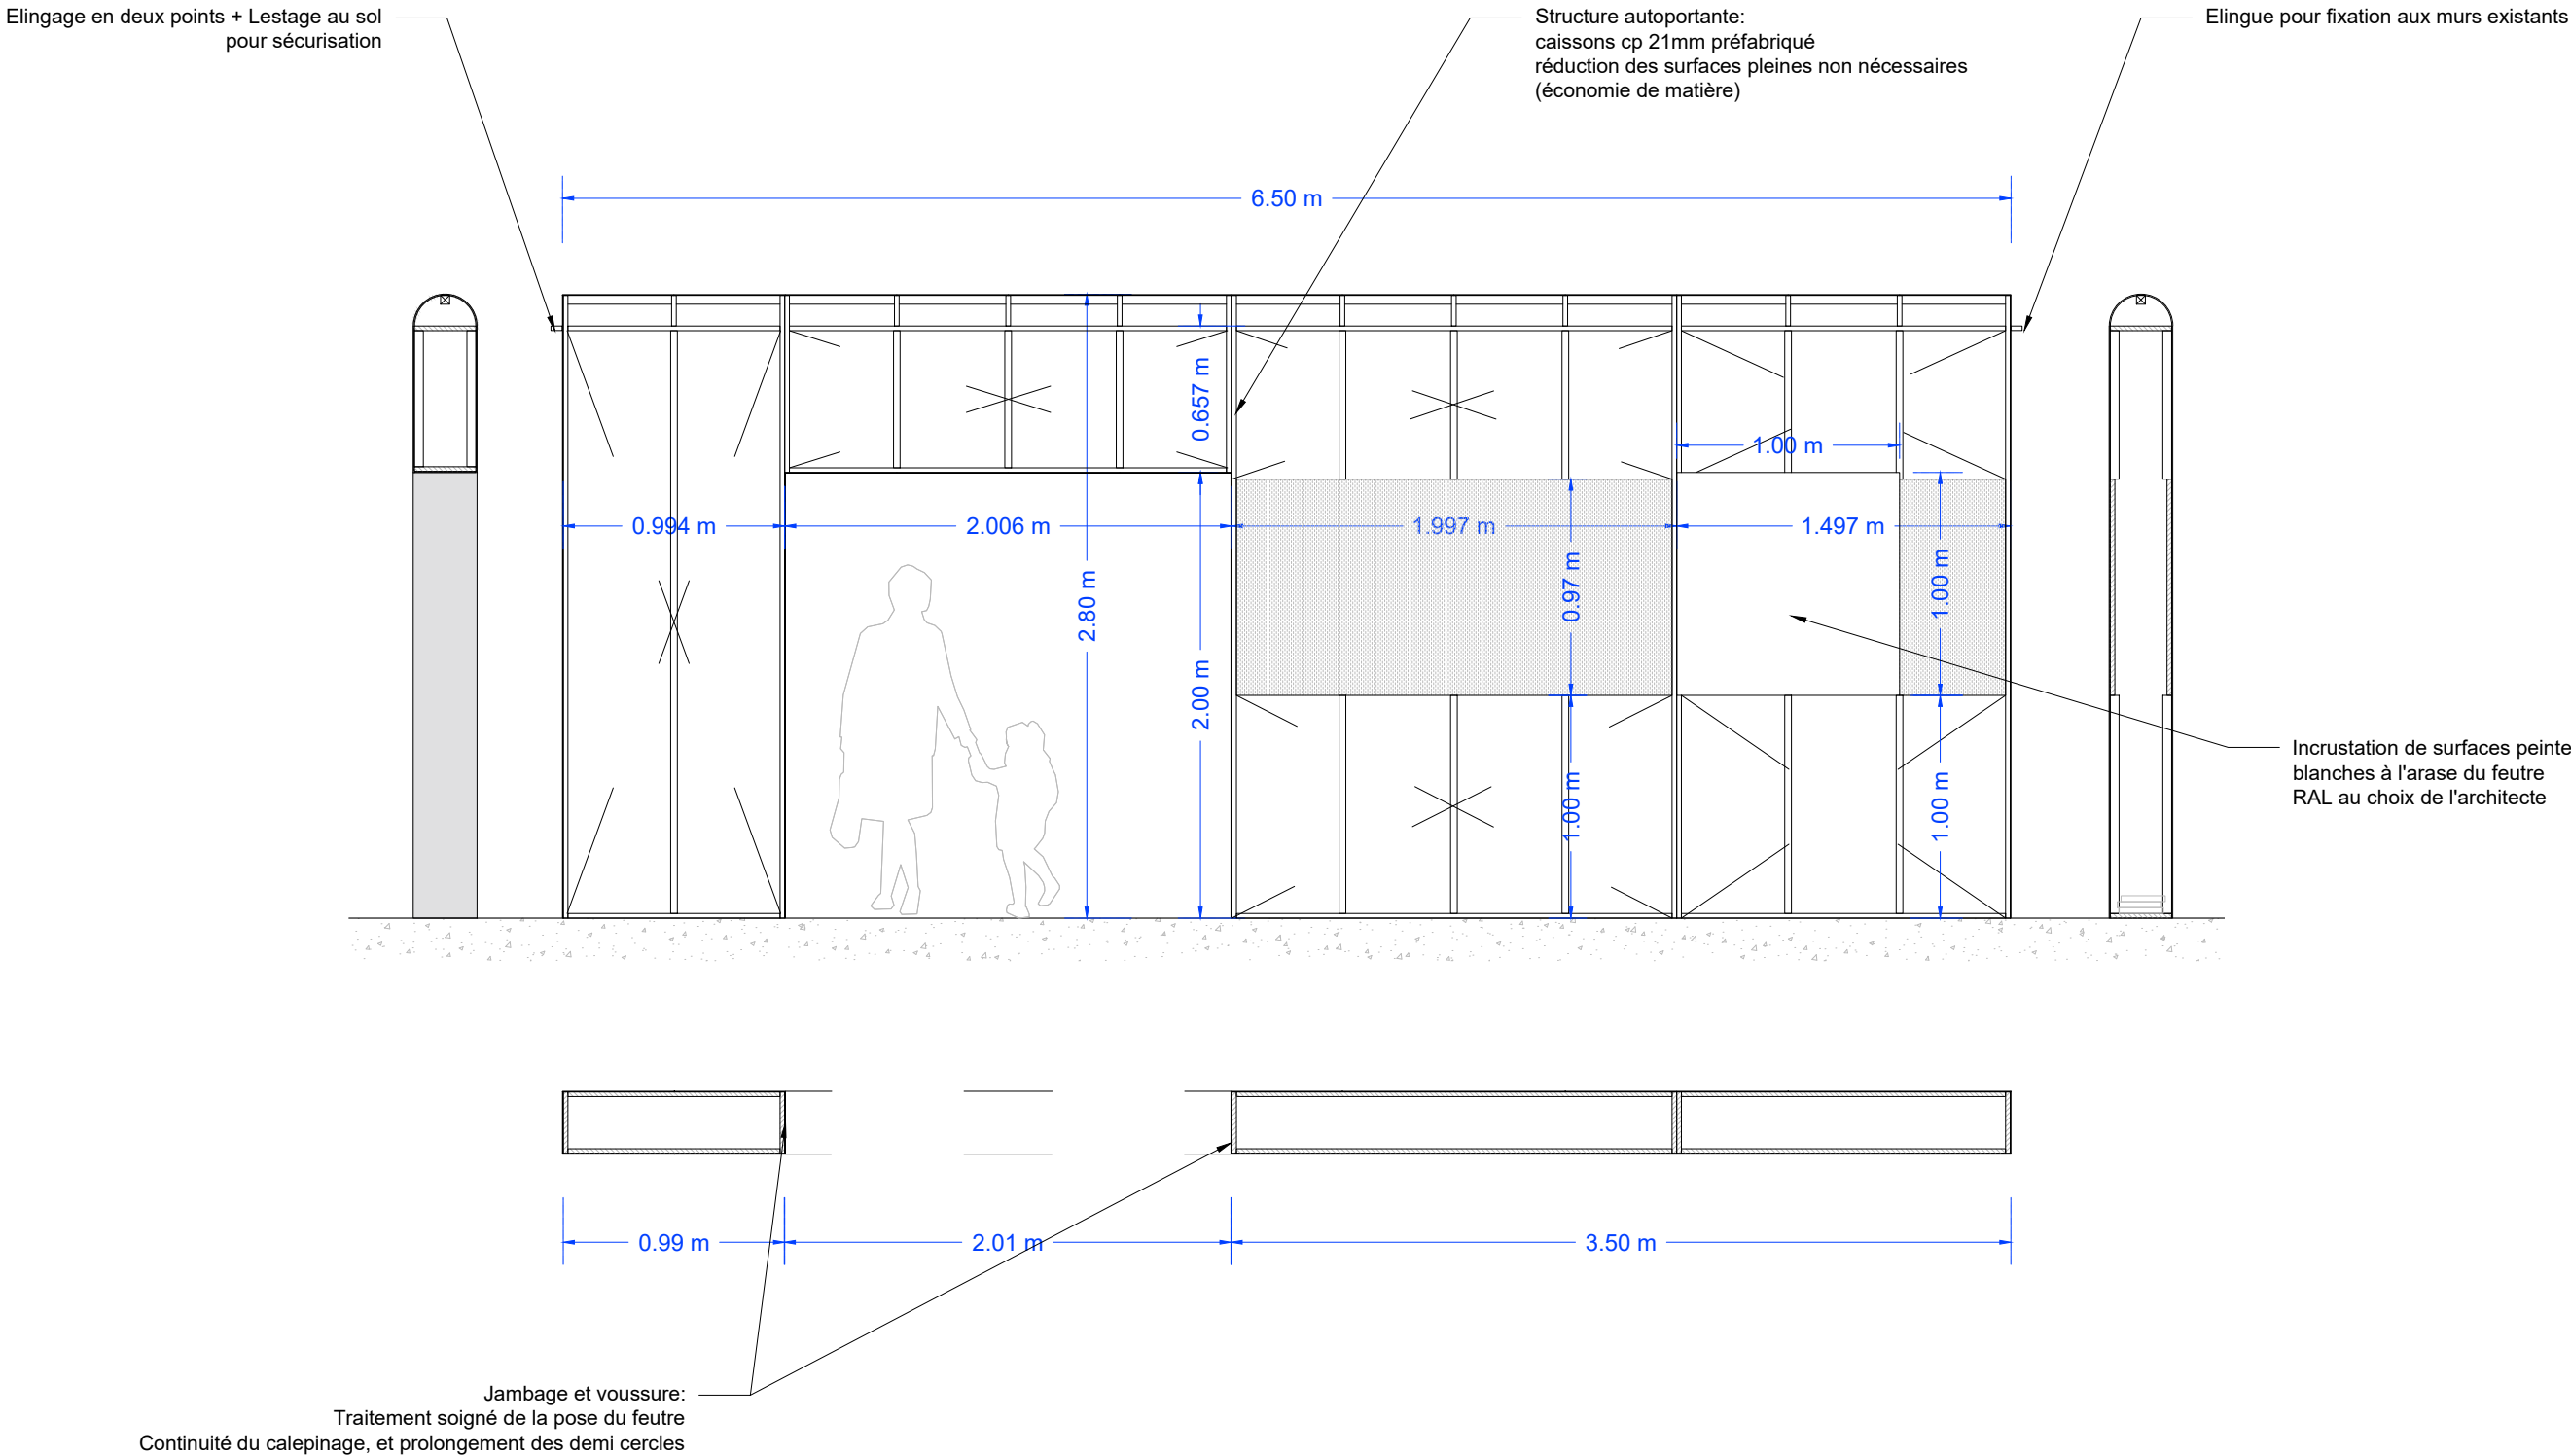 Elingage en deux points + Lestage au sol
pour sécurisation
Structure autoportante:
caissons cp 21mm préfabriqué
réduction des surfaces pleines non nécessaires
(économie de matière)
Elingue pour fixation aux murs existants
6.50 m
0.657 m
1.00 m
0.994 m
2.006 m
1.997 m
1.497 m
2.80 m
0.97 m
1.00 m
2.00 m
1.00 m
1.00 m
Incrustation de surfaces peinte
blanches à l'arase du feutre
RAL au choix de l'architecte
0.99 m
2.01 m
3.50 m
Jambage et voussure:
Traitement soigné de la pose du feutre
Continuité du calepinage, et prolongement des demi cercles